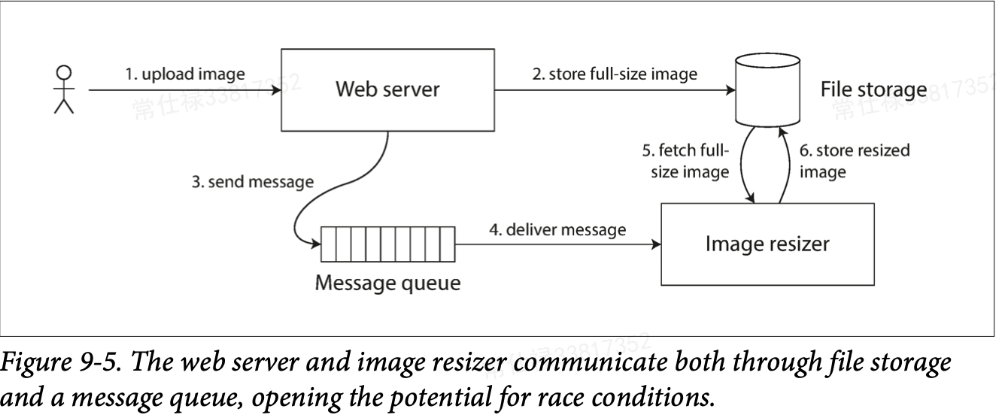 1. upload image
Web server
2. store full-size image
File storage
常仕禄33817352
常仕禄33817352
3. send message
5. fetch full-
size image
6. store resized
image
4. deliver message
Image resizer
Message queue
33817352
Figure 9-5. The web server and image resizer communicate both through file storage
and a message queue, opening the potential for race conditions.